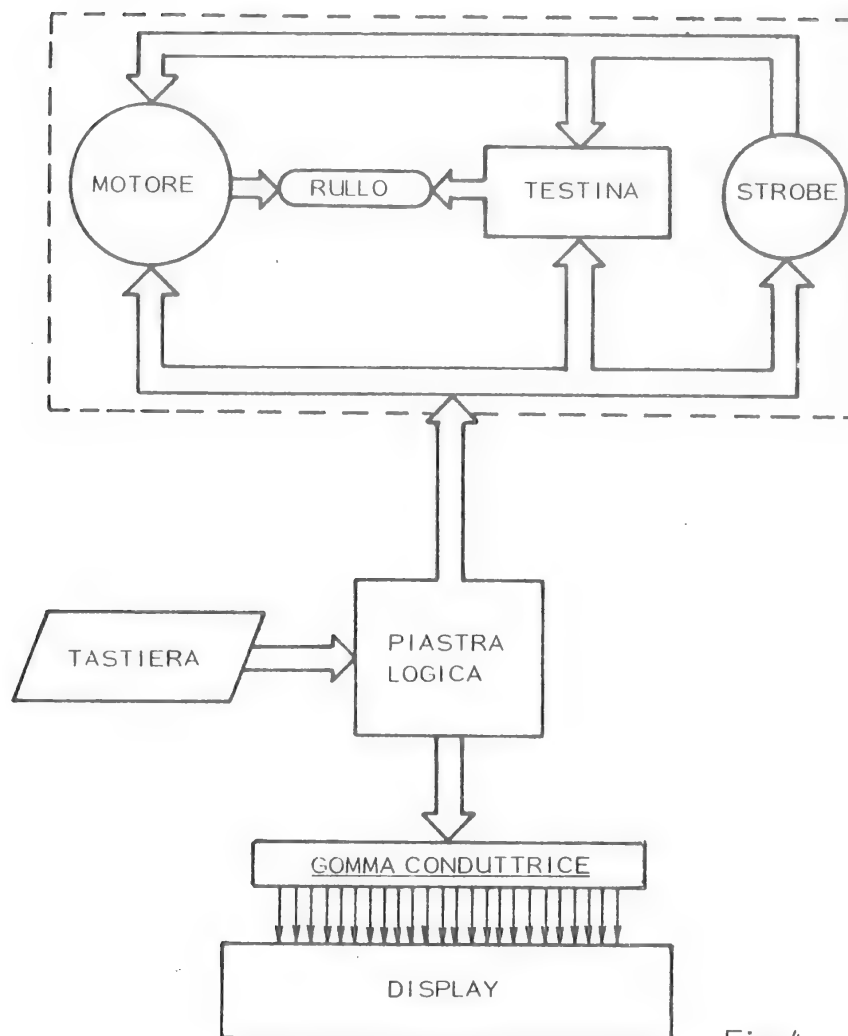 MOTORE
RULLO
TESTINA
STROBE
TASTIERA
PIASTRA
LOGICA
GOMMA CONDUTTRICE
DISPLAY